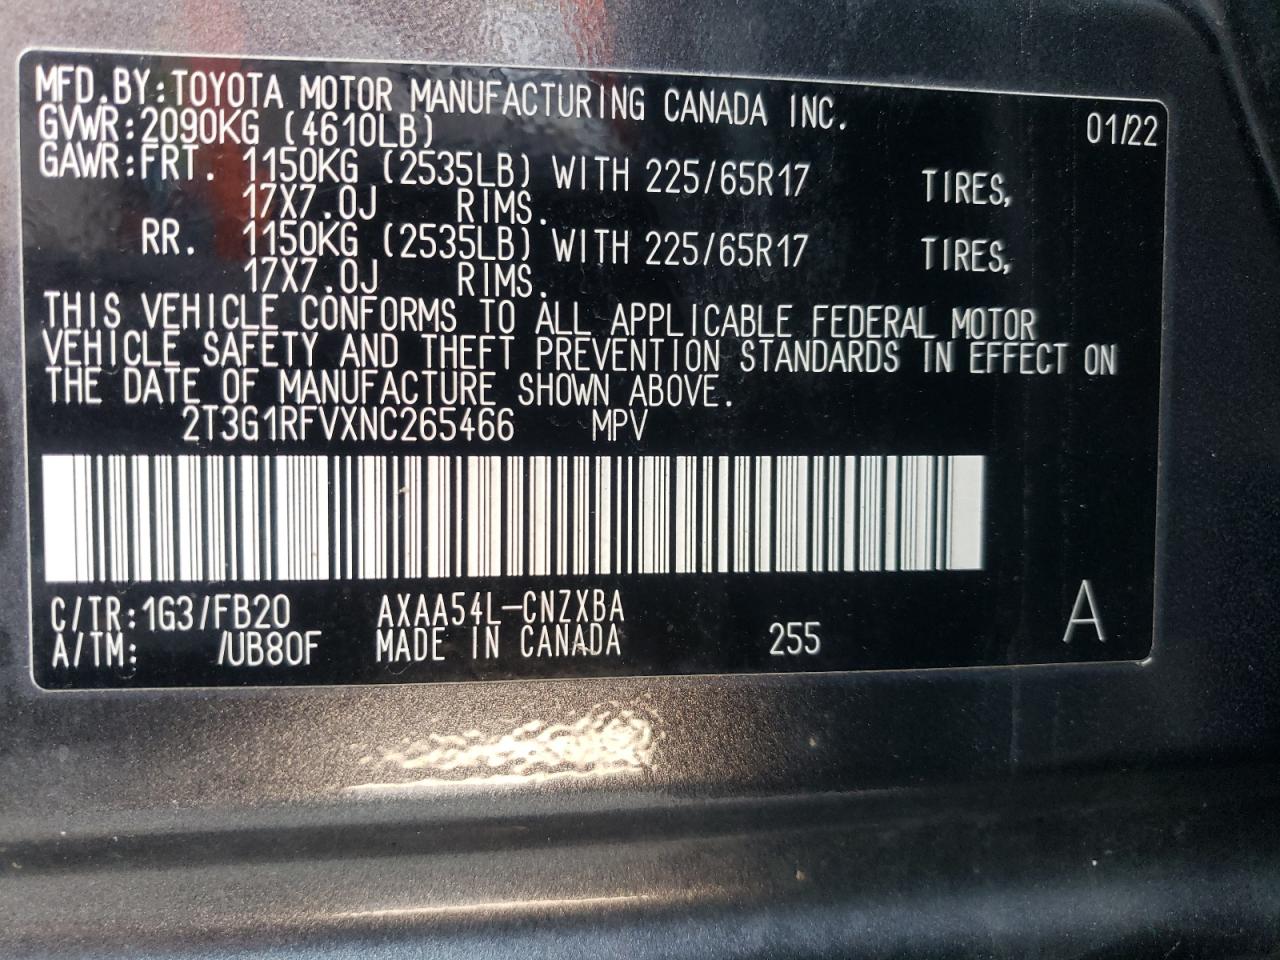 MFD.BY:TOYOTA MOTOR MANUFACTURING CANADA INC. 01/22
GVWR:2090KG (4610LB)
GAWR:FRT. 1150KG (2535LB) WITH 225/65R17 TIRES,
17X7.0J RIMS.
RR. 1150KG (2535LB) WITH 225/65R17 TIRES,
17X7.0J RIMS.
THIS VEHICLE CONFORMS TO ALL APPLICABLE FEDERAL MOTOR
VEHICLE SAFETY AND THEFT PREVENTION STANDARDS IN EFFECT ON
THE DATE OF MANUFACTURE SHOWN ABOVE.
2T3G1RFVXNC265466 MPV
C/TR:1G3/FB20 AXAA54L-CNZXBA A
A/TM: /UB80F MADE IN CANADA 255